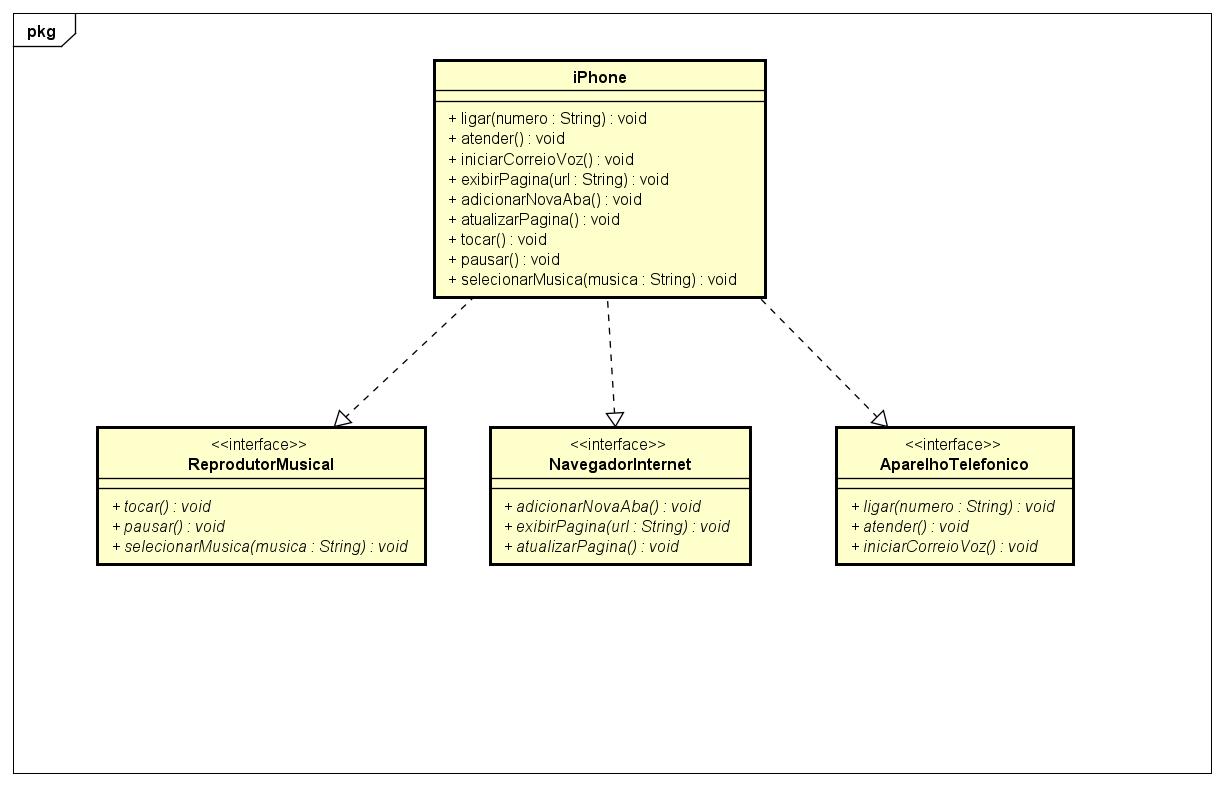 pkg
iPhone
+ ligar(numero : String) : void
+ atender() : void
+ iniciarCorreioVoz() : void
+ exibirPagina(url : String) : void
+ adicionarNovaAba() : void
+ atualizarPagina() : void
+ tocar() : void
+ pausar() : void
+ selecionarMusica(musica : String) : void
<<interface>>
ReprodutorMusical
+ tocar() : void
+ pausar() : void
+ selecionarMusica(musica : String) : void
<<interface>>
NavegadorInternet
+ adicionarNovaAba() : void
+ exibirPagina(url : String) : void
+ atualizarPagina() : void
<<interface>>
AparelhoTelefonico
+ ligar(numero : String) : void
+ atender() : void
+ iniciarCorreioVoz() : void